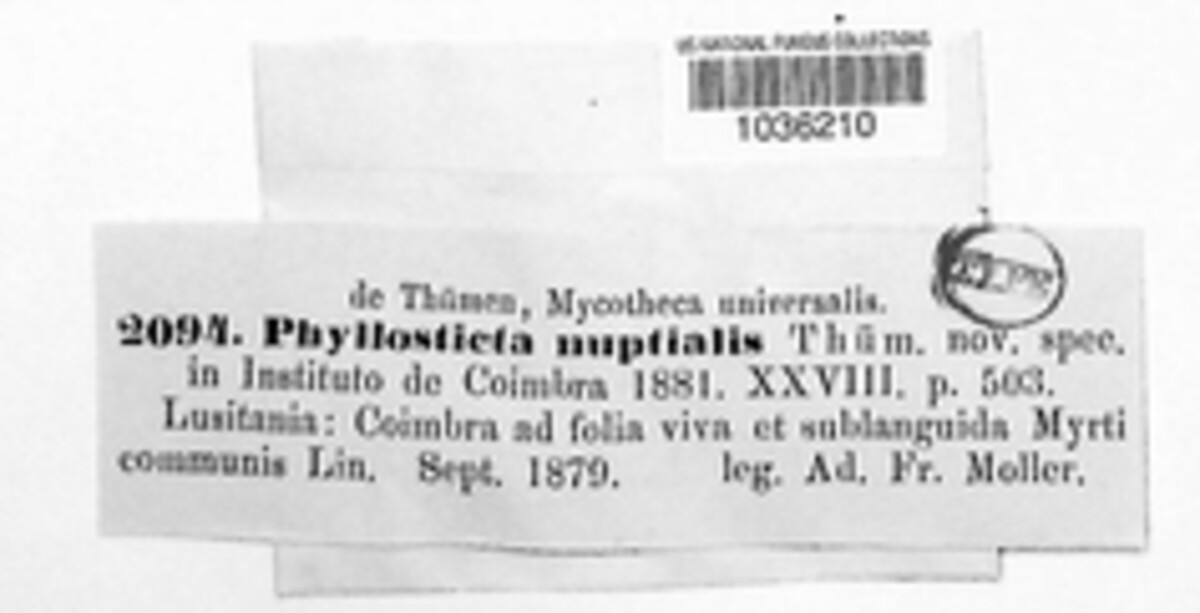 US NATIONAL FUNGUS COLLECTIONS
1036210
de Thümen, Mycotheca universalis.
2094. Phyllosticta nuptialis Thüm. nov. spec.
in Instituto de Coimbra 1881. XXVIII. p. 503.
Lusitania: Coimbra ad folia viva et sublanguida Myrti
communis Lin. Sept. 1879. leg. Ad. Fr. Moller.